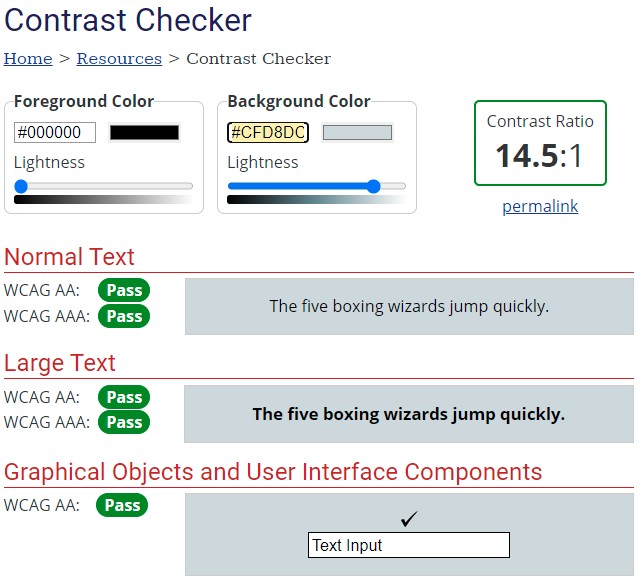 Contrast Checker
Home > Resources > Contrast Checker
Foreground Color
#000000
Lightness
Background Color
#CFD8DC
Lightness
Contrast Ratio
14.5:1
permalink
Normal Text
WCAG AA: Pass
WCAG AAA: Pass
The five boxing wizards jump quickly.
Large Text
WCAG AA: Pass
WCAG AAA: Pass
The five boxing wizards jump quickly.
Graphical Objects and User Interface Components
WCAG AA: Pass
✓
Text Input